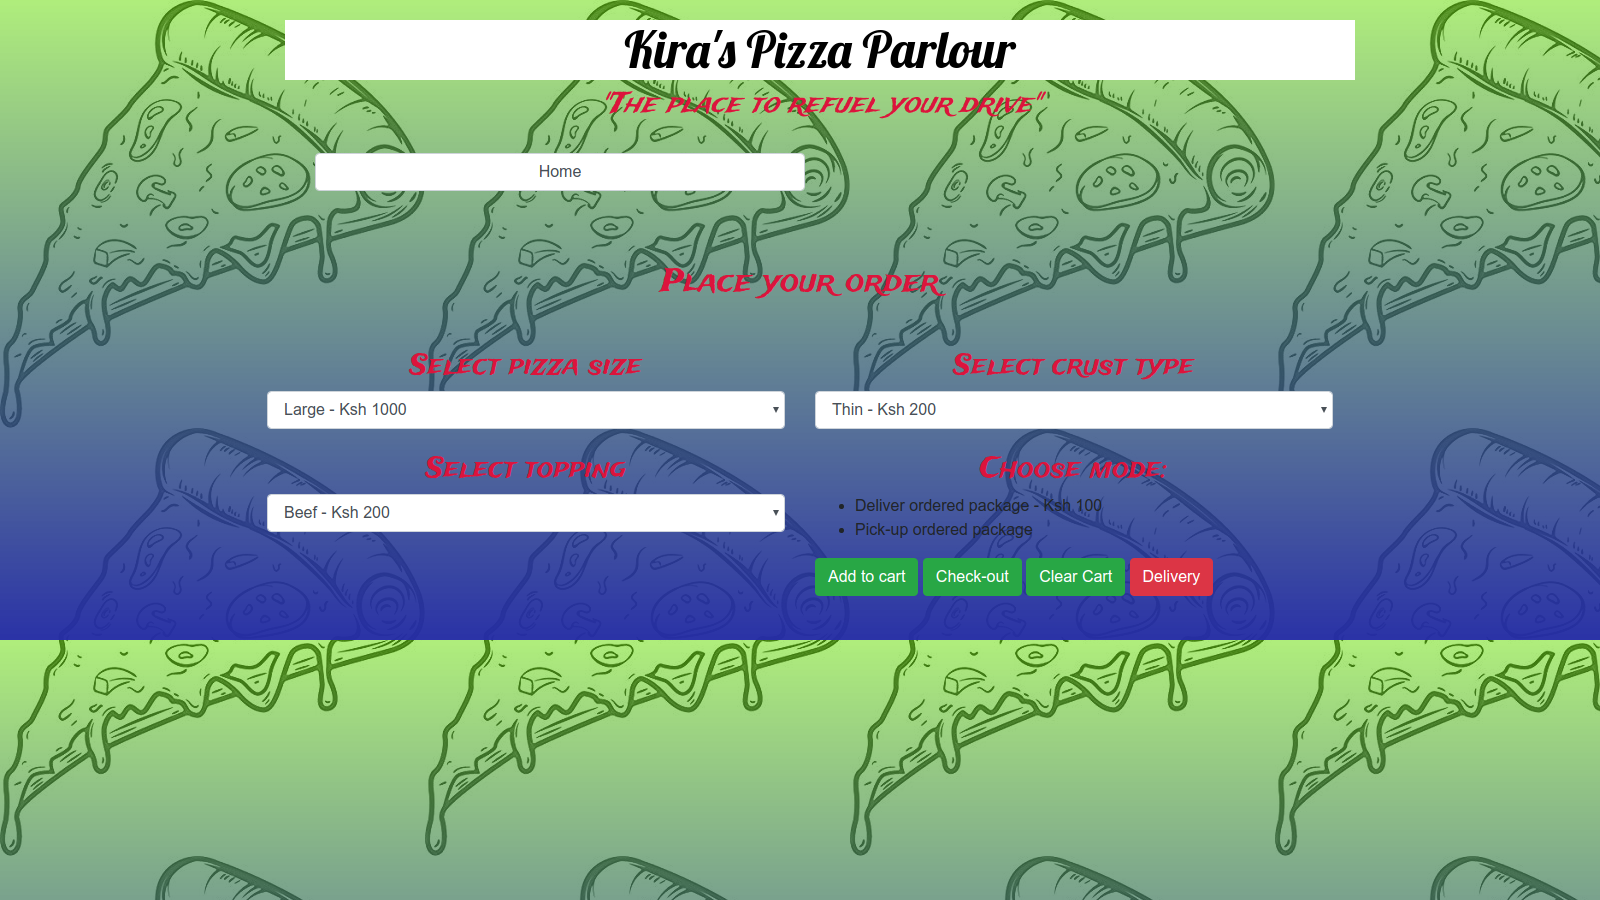 Kira's Pizza Parlour
"The place to refuel your drive"
Home
Place your order
Select pizza size
Select crust type
Large - Ksh 1000
Thin - Ksh 200
Select topping
Choose mode:
Beef - Ksh 200
Deliver ordered package - Ksh 100
Pick-up ordered package
Add to cart
Check-out
Clear Cart
Delivery